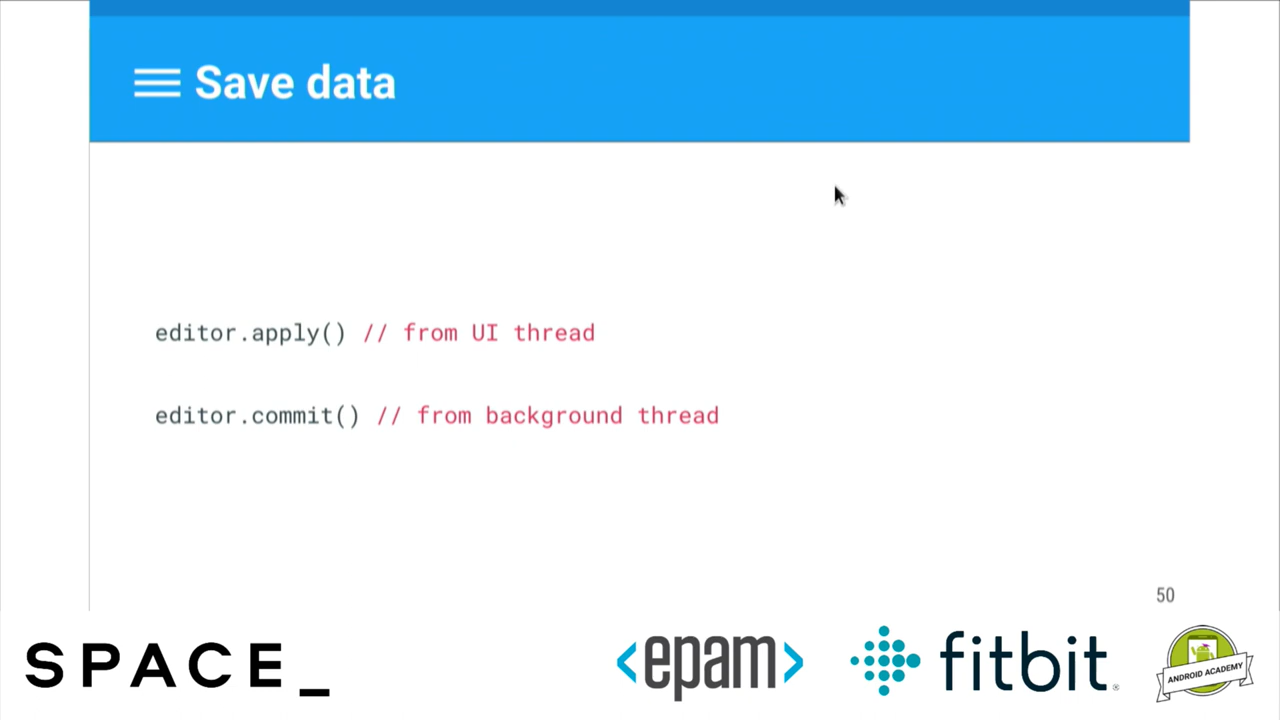 Save data
editor.apply() // from UI thread
editor.commit() // from background thread
50
SPACE_
<epam>
fitbit®
ANDROID ACADEMY